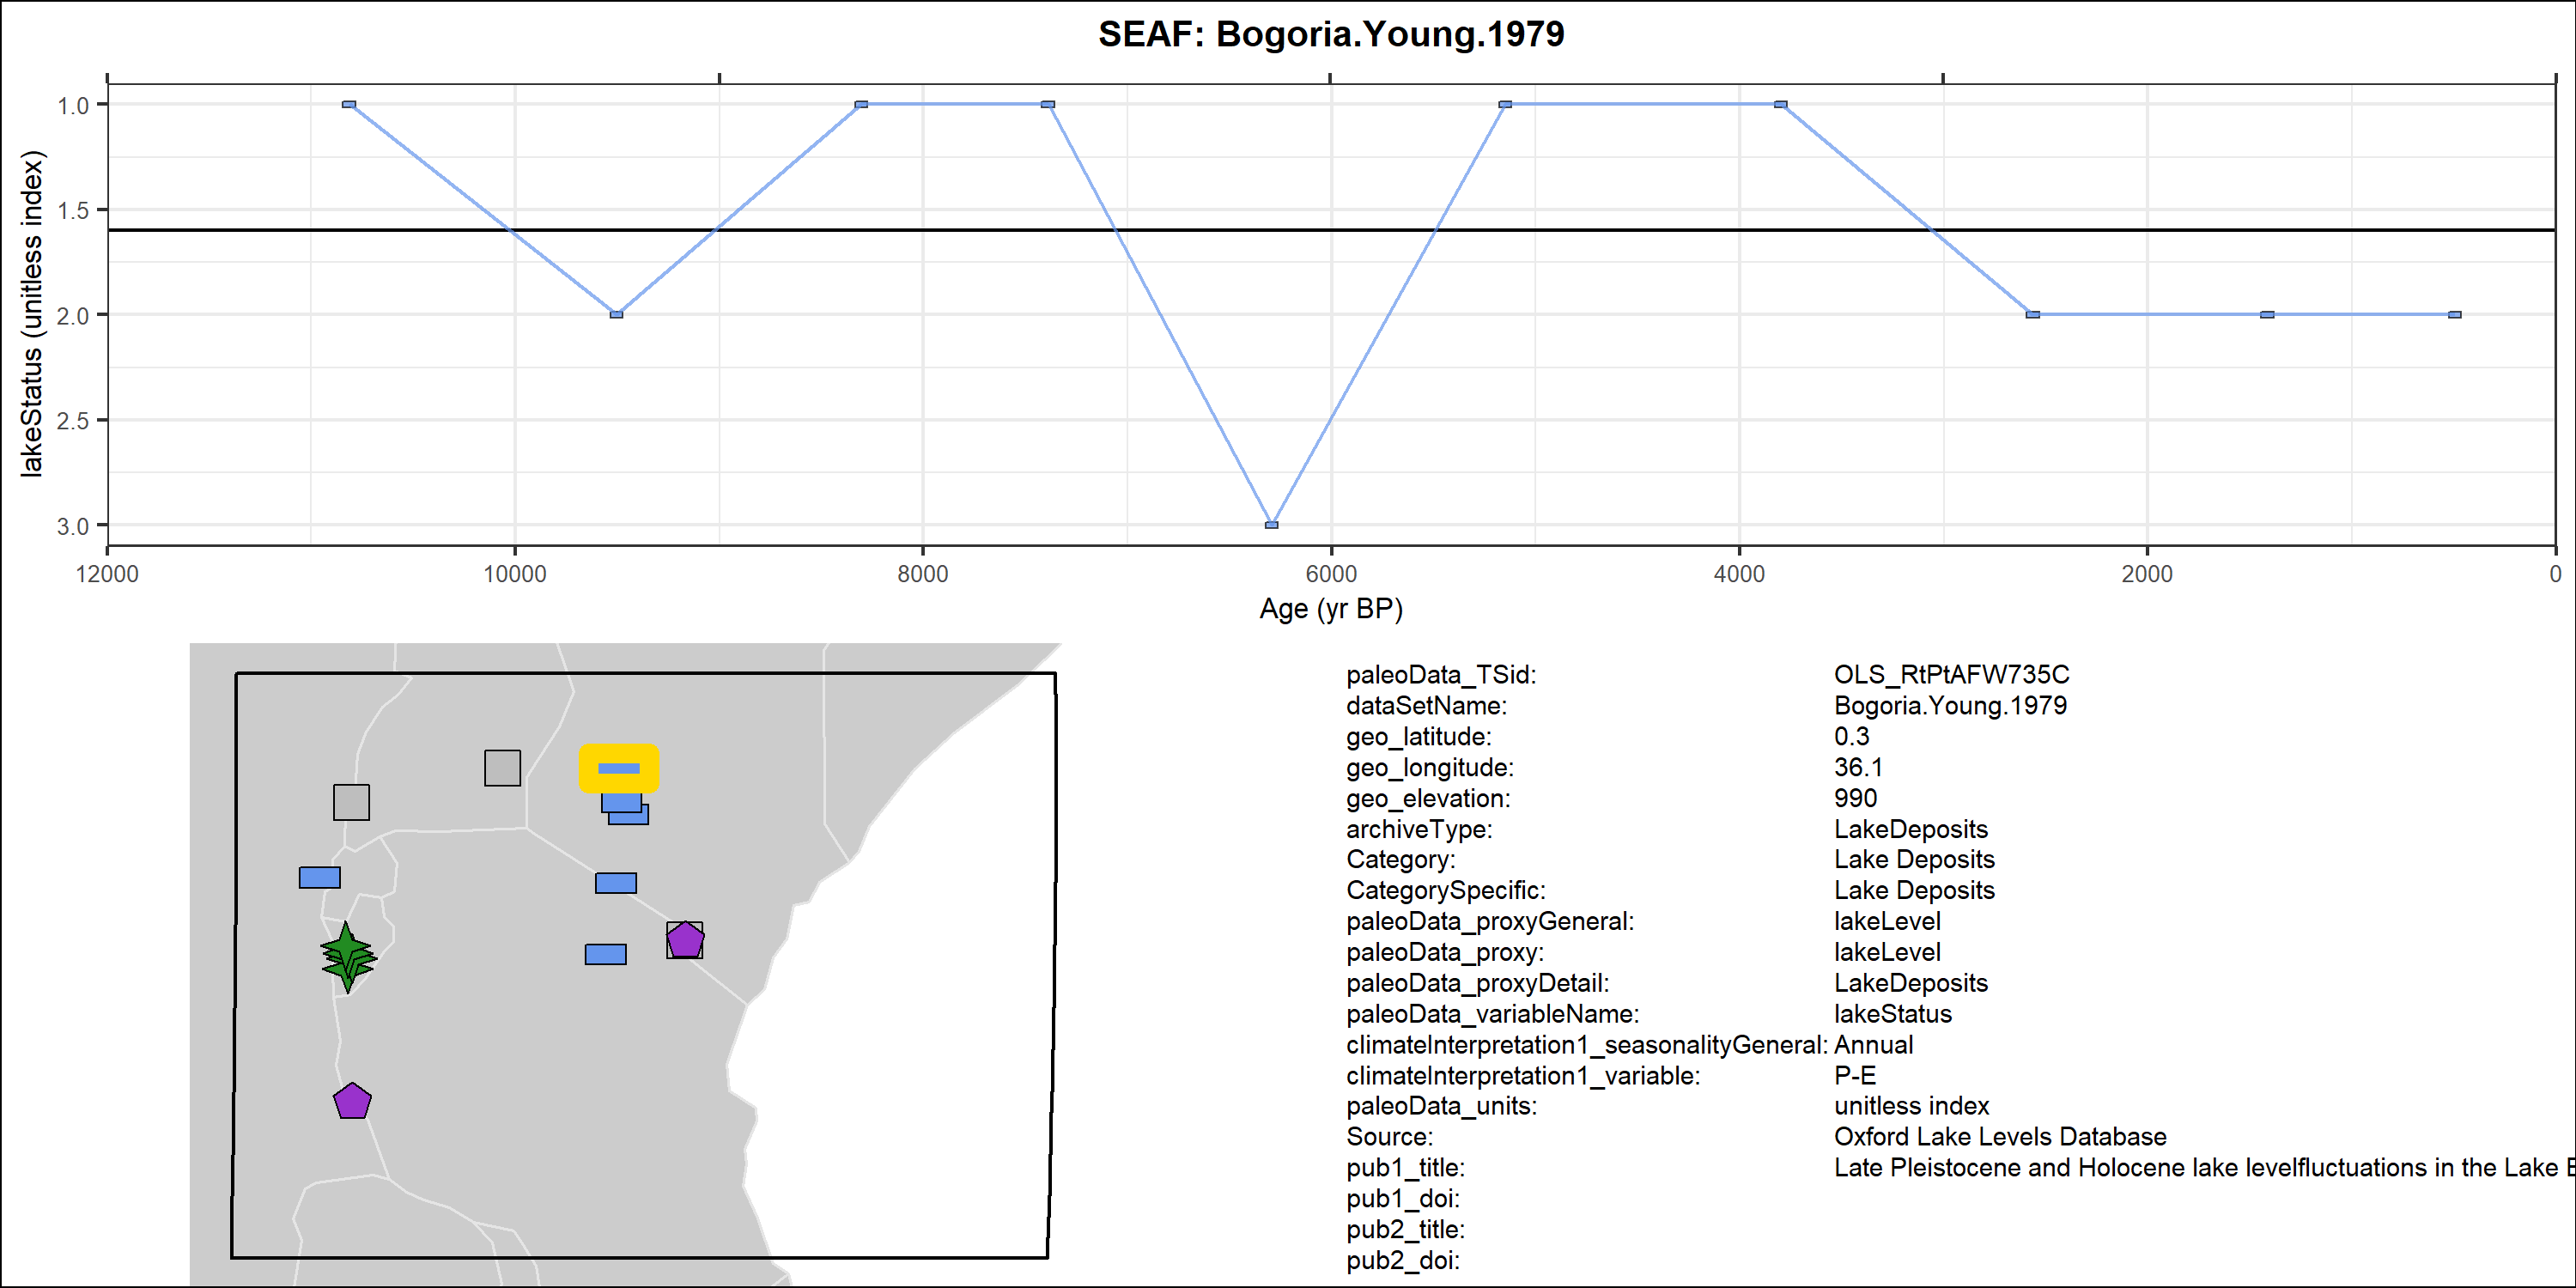 SEAF: Bogoria.Young.1979
lakeStatus (unitless index)
1.0
1.5
2.0
2.5
3.0
12000 10000 8000 6000 4000 2000 0
Age (yr BP)
paleoData_TSid: OLS_RtPtAFW735C
dataSetName: Bogoria.Young.1979
geo_latitude: 0.3
geo_longitude: 36.1
geo_elevation: 990
archiveType: LakeDeposits
Category: Lake Deposits
CategorySpecific: Lake Deposits
paleoData_proxyGeneral: lakeLevel
paleoData_proxy: lakeLevel
paleoData_proxyDetail: LakeDeposits
paleoData_variableName: lakeStatus
climateInterpretation1_seasonalityGeneral: Annual
climateInterpretation1_variable: P-E
paleoData_units: unitless index
Source: Oxford Lake Levels Database
pub1_title: Late Pleistocene and Holocene lake levelfluctuations in the Lake
pub1_doi:
pub2_title:
pub2_doi: